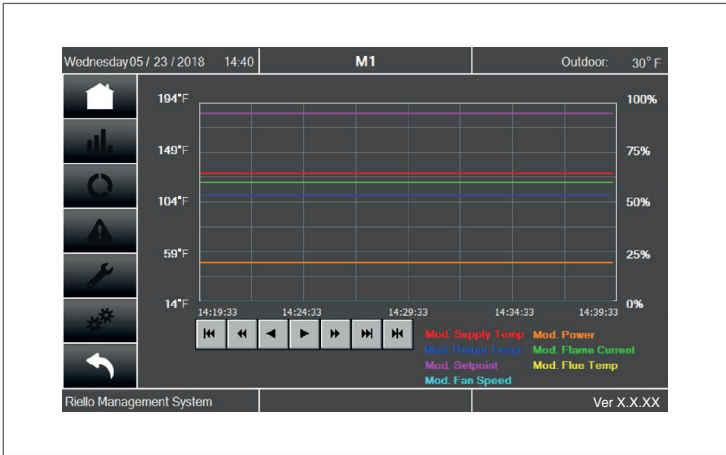 Wednesday 05 / 23 / 2018 14:40 M1 Outdoor: 30°F
194°F 100%
149°F 75%
104°F 50%
59°F 25%
14°F 0%
14:19:33 14:24:33 14:29:33 14:34:33 14:39:33
Mod. Supply Temp Mod. Power
Mod. Return Temp Mod. Flame Current
Mod. Setpoint Mod. Flue Temp
Mod. Fan Speed
Riello Management System Ver X.X.XX